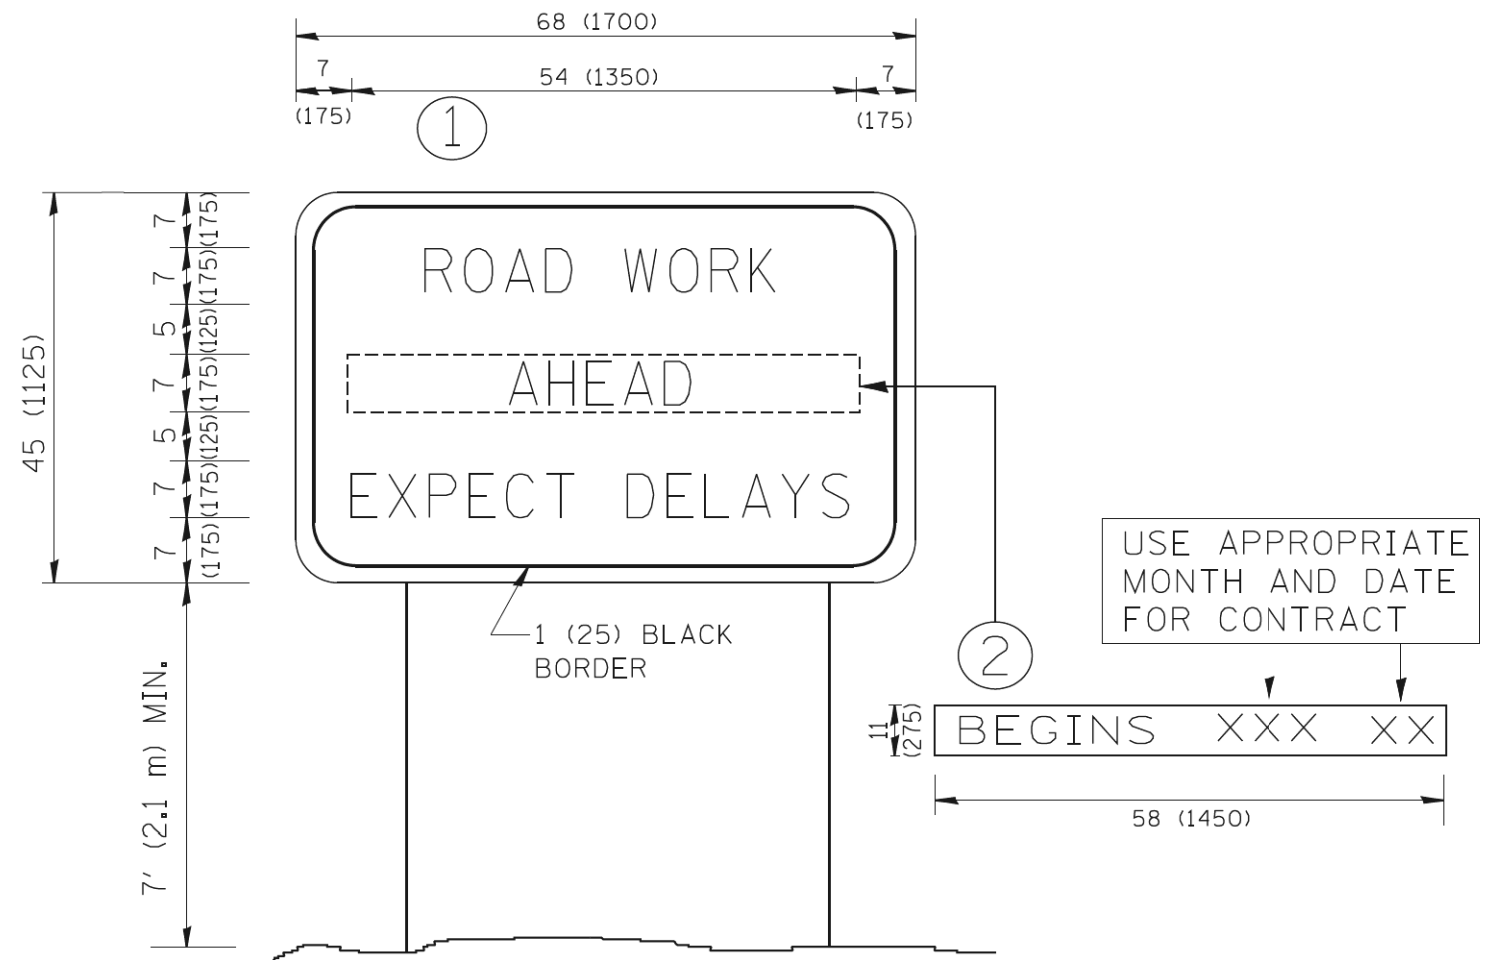 68 (1700)
7
54 (1350)
7
(175)
(175)
1
7
(175)
7
(175)
5
(125)
7
(175)
5
(125)
7
(175)
7
(175)
45 (1125)
ROAD WORK
AHEAD
EXPECT DELAYS
1 (25) BLACK
BORDER
7' (2.1 m) MIN.
USE APPROPRIATE
MONTH AND DATE
FOR CONTRACT
2
11
(275)
BEGINS XXX XX
58 (1450)